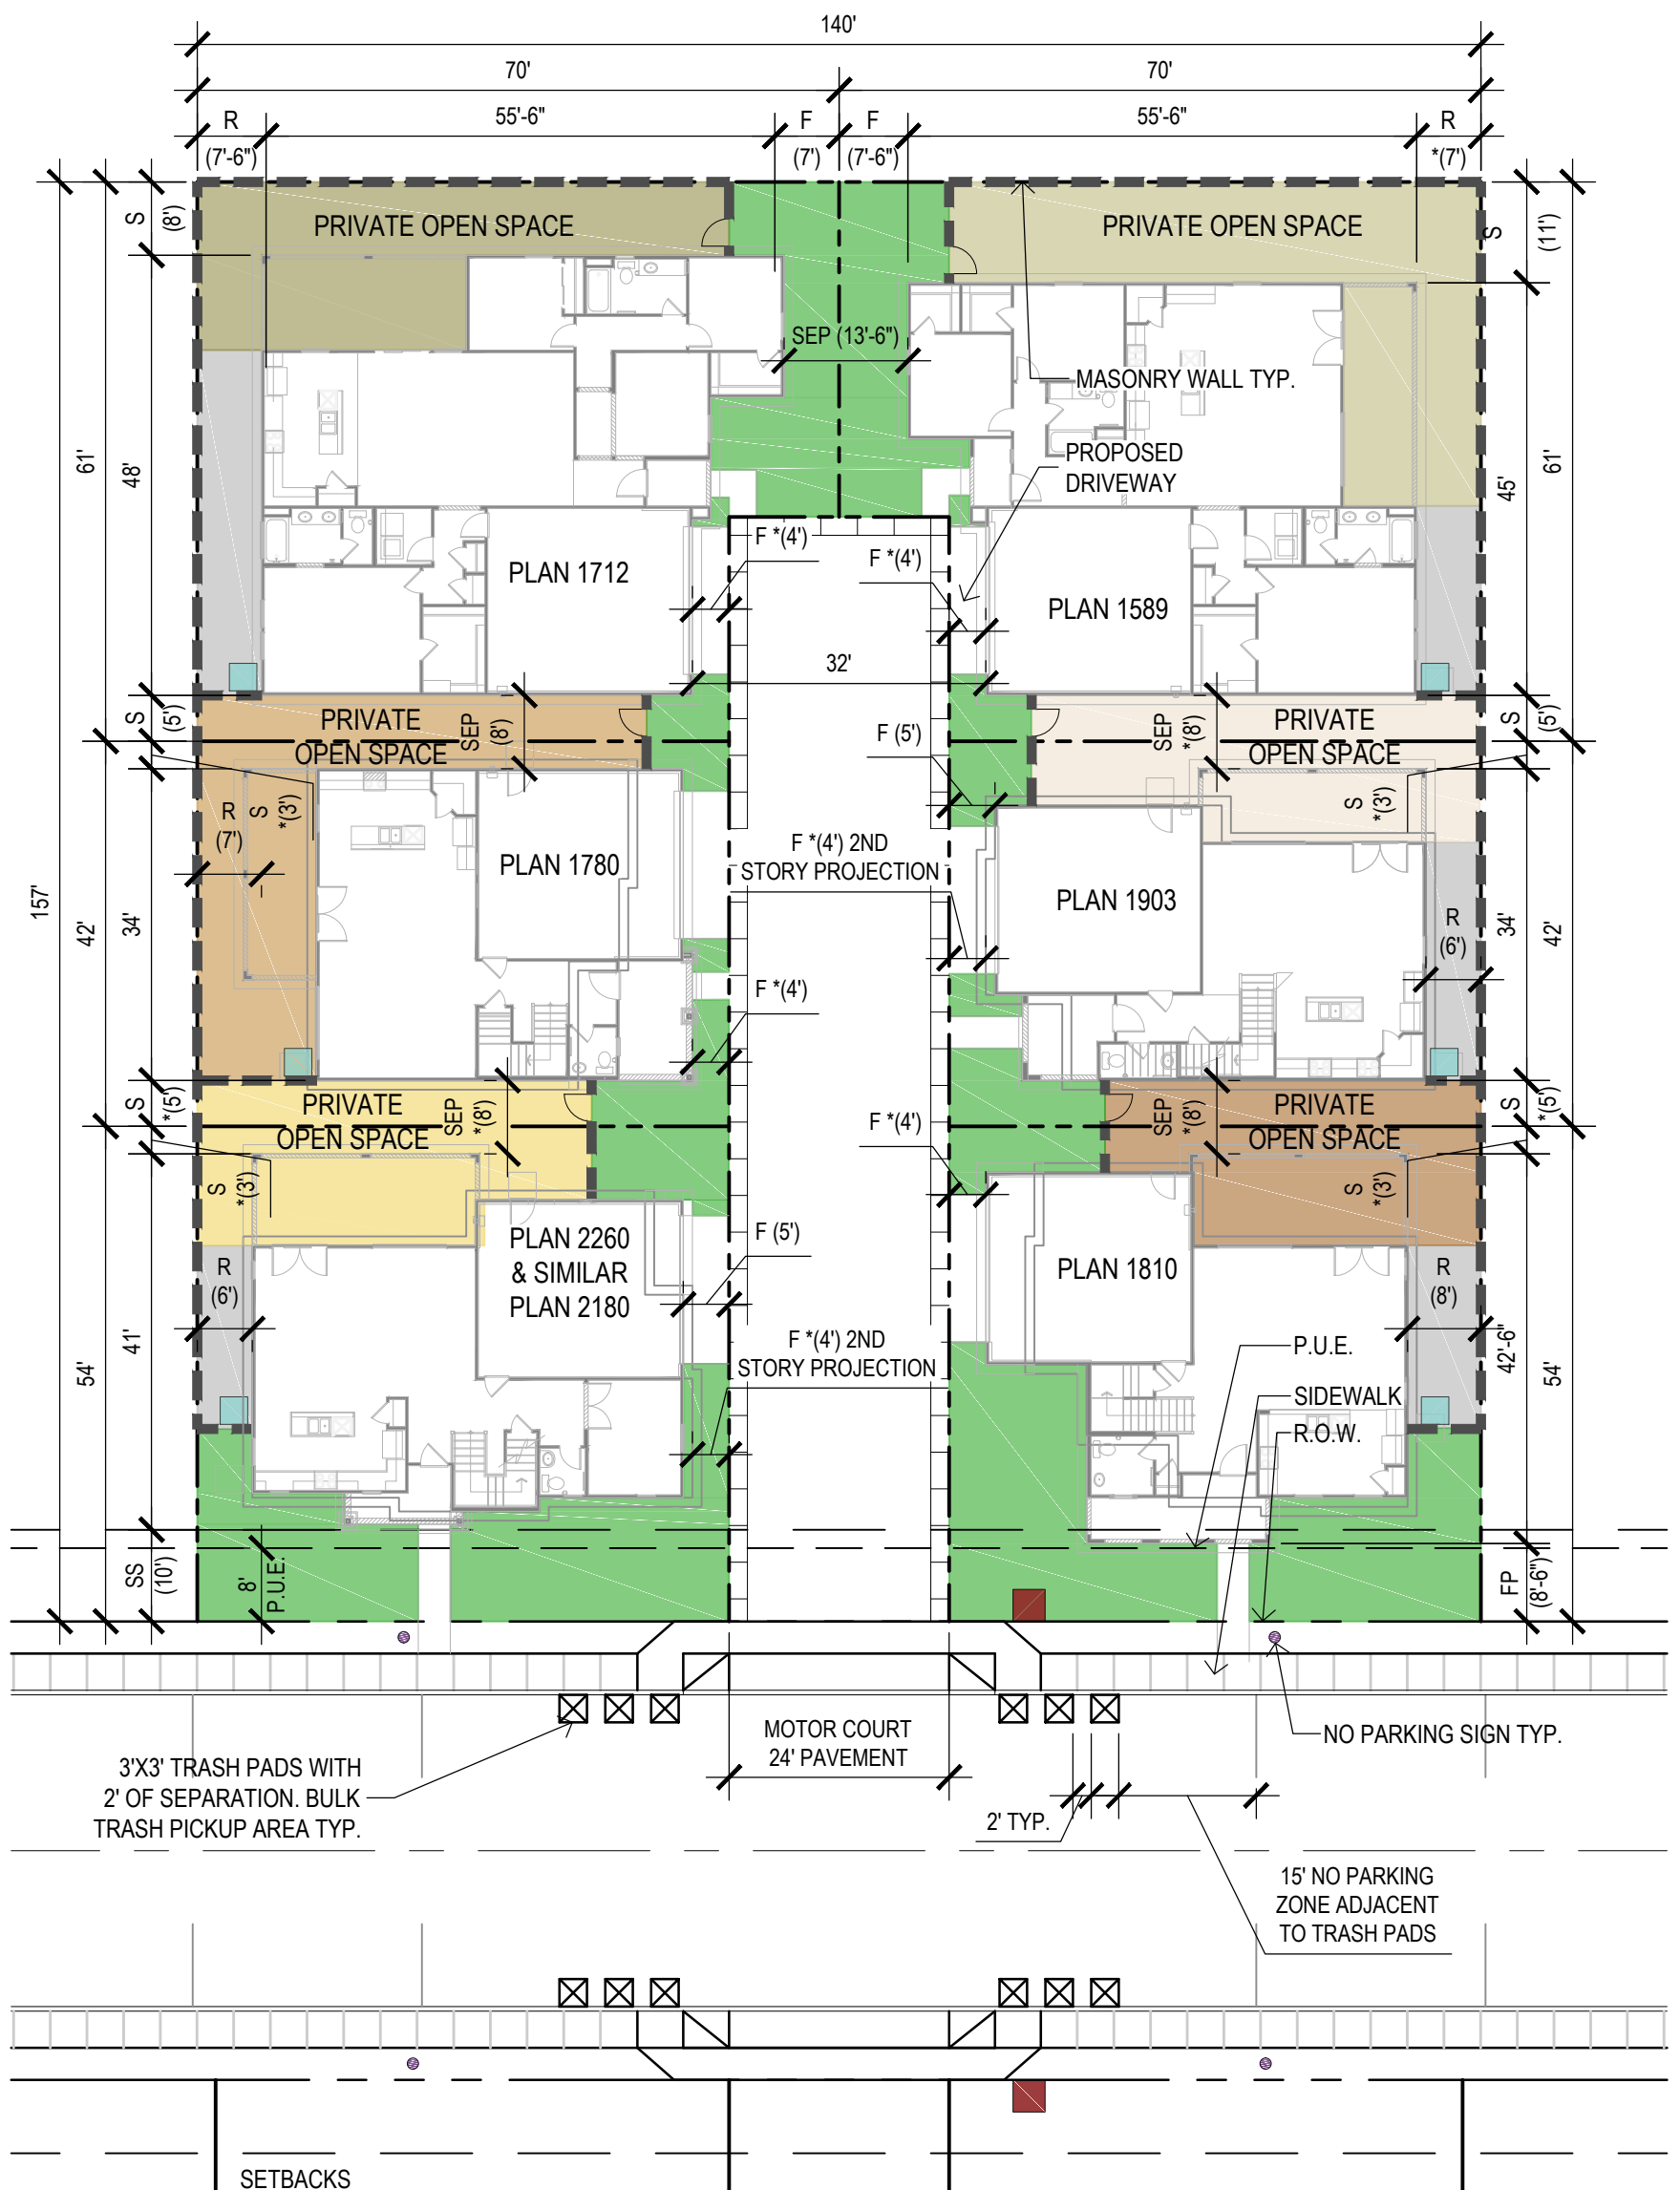 140'
70'
70'
R
55'-6"
F
F
55'-6"
R
(7'-6")
(7')
(7'-6")
*(7')
S
(8')
PRIVATE OPEN SPACE
PRIVATE OPEN SPACE
S
(11')
SEP (13'-6")
MASONRY WALL TYP.
PROPOSED
DRIVEWAY
61'
48'
45'
61'
F *(4')
F *(4')
PLAN 1712
PLAN 1589
32'
S
(5')
PRIVATE
OPEN SPACE
SEP
(8')
F (5')
SEP
*(8')
PRIVATE
OPEN SPACE
S
(5')
R
(7')
S
*(3')
S
*(3')
F *(4') 2ND
STORY PROJECTION
PLAN 1780
PLAN 1903
157'
42'
34'
R
(6')
34'
42'
F *(4')
S
*(5')
PRIVATE
OPEN SPACE
SEP
*(8')
F *(4')
SEP
*(8')
PRIVATE
OPEN SPACE
S
*(5')
S
*(3')
S
*(3')
F (5')
PLAN 2260
& SIMILAR
PLAN 2180
PLAN 1810
R
(6')
R
(8')
54'
41'
F *(4') 2ND
STORY PROJECTION
P.U.E.
SIDEWALK
R.O.W.
42'-6"
54'
SS
(10')
8'
P.U.E.
FP
(8'-6")
MOTOR COURT
24' PAVEMENT
NO PARKING SIGN TYP.
3'X3' TRASH PADS WITH
2' OF SEPARATION. BULK
TRASH PICKUP AREA TYP.
2' TYP.
15' NO PARKING
ZONE ADJACENT
TO TRASH PADS
SETBACKS